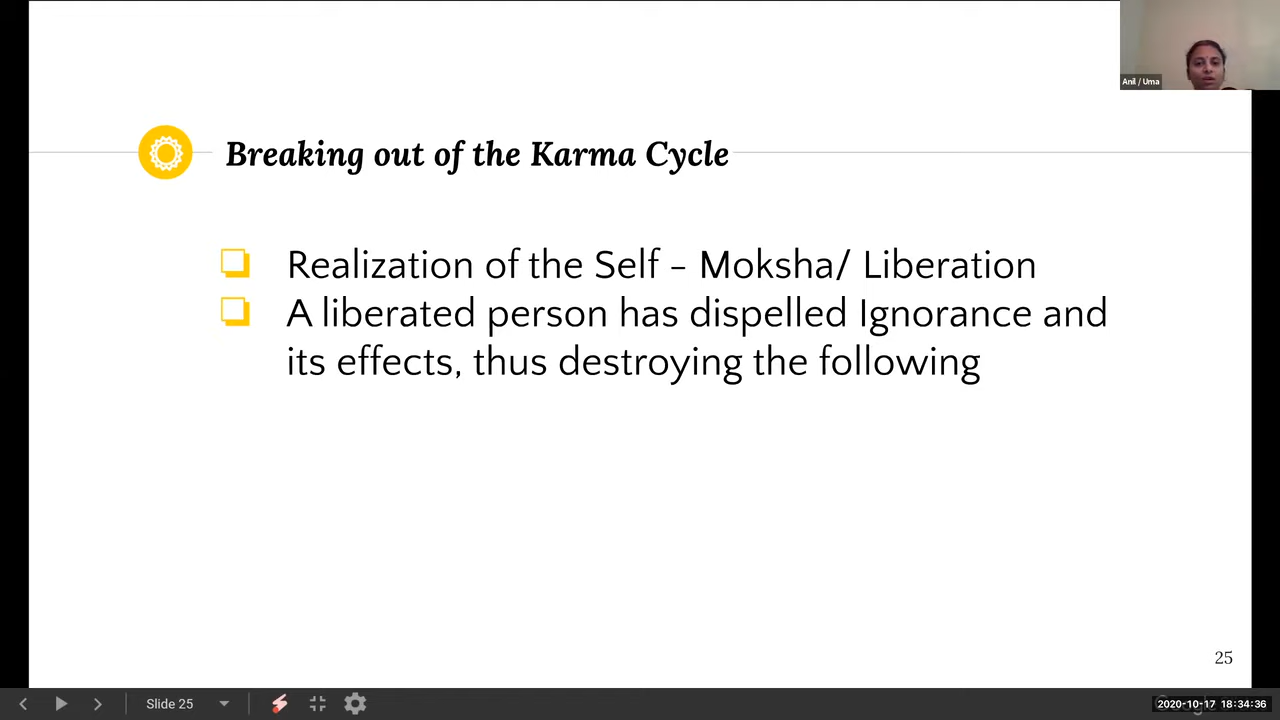 Anil / Uma
Breaking out of the Karma Cycle
Realization of the Self – Moksha/ Liberation
A liberated person has dispelled Ignorance and
its effects, thus destroying the following
25
Slide 25
2020-10-17 18:34:36